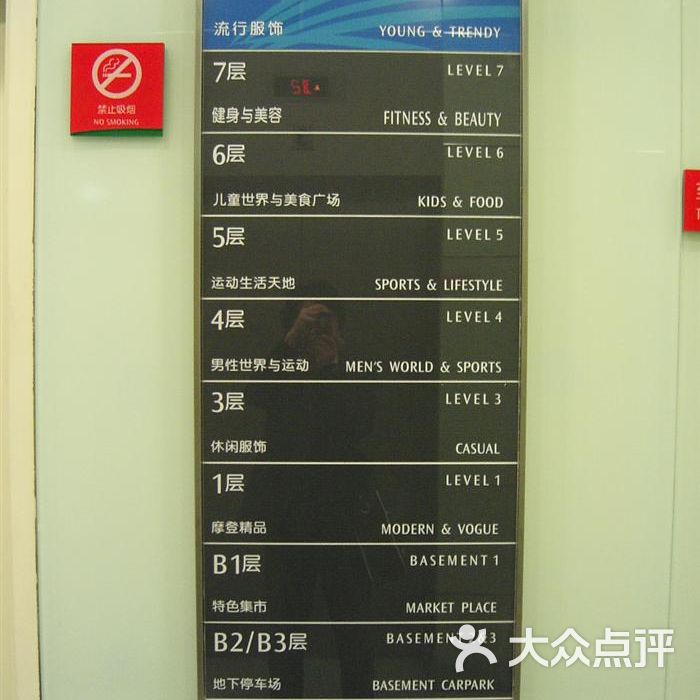 流行服饰 YOUNG & TRENDY
禁止吸烟
NO SMOKING
7层 LEVEL 7
健身与美容 FITNESS & BEAUTY
6层 LEVEL 6
儿童世界与美食广场 KIDS & FOOD
5层 LEVEL 5
运动生活天地 SPORTS & LIFESTYLE
4层 LEVEL 4
男性世界与运动 MEN'S WORLD & SPORTS
3层 LEVEL 3
休闲服饰 CASUAL
1层 LEVEL 1
摩登精品 MODERN & VOGUE
B1层 BASEMENT 1
特色集市 MARKET PLACE
B2/B3层 BASEMENT 2&3
地下停车场 BASEMENT CARPARK
大众点评